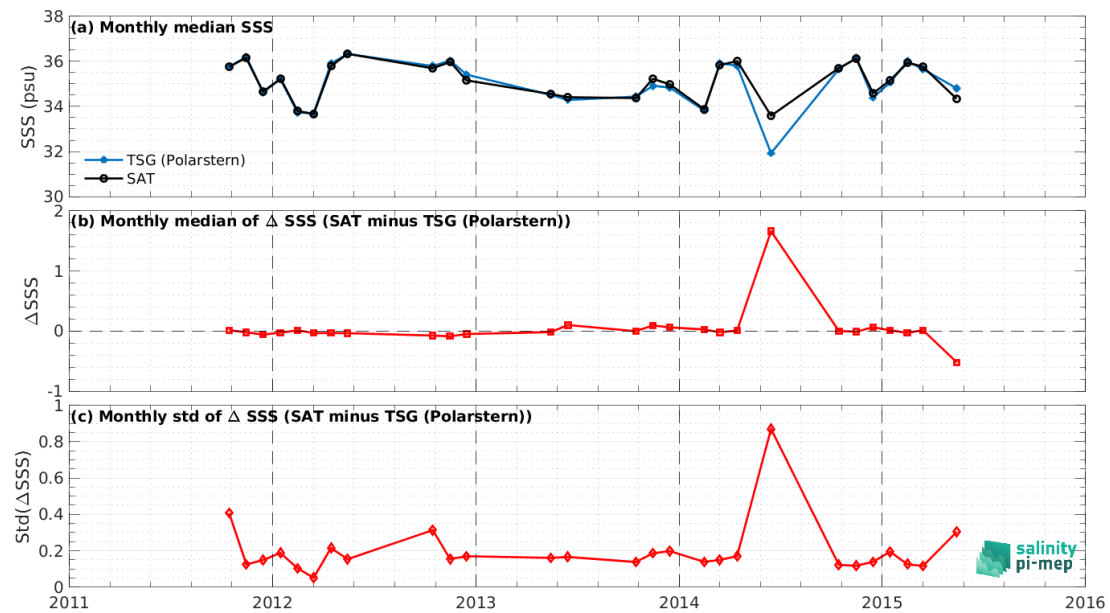 (a) Monthly median SSS
38
36
34
32
30
SSS (psu)
TSG (Polarstern)
SAT
(b) Monthly median of Δ SSS (SAT minus TSG (Polarstern))
2
1
0
-1
ΔSSS
(c) Monthly std of Δ SSS (SAT minus TSG (Polarstern))
1
0.8
0.6
0.4
0.2
0
Std(ΔSSS)
2011 2012 2013 2014 2015 2016
salinity
pi-mep